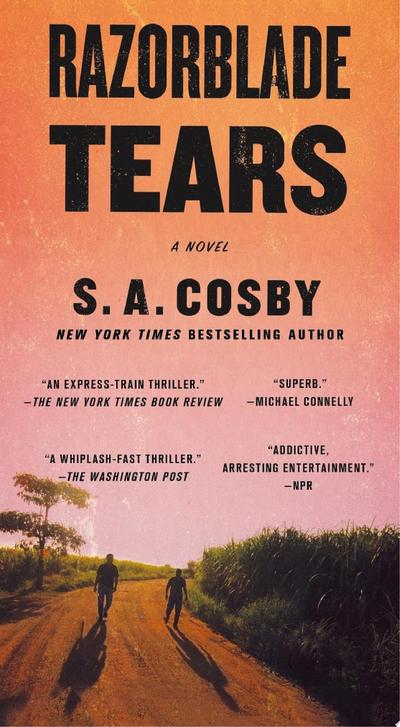 RAZORBLADE
TEARS
A NOVEL
S. A. COSBY
NEW YORK TIMES BESTSELLING AUTHOR
“AN EXPRESS-TRAIN THRILLER.”
—THE NEW YORK TIMES BOOK REVIEW
“SUPERB.”
—MICHAEL CONNELLY
“A WHIPLASH-FAST THRILLER.”
—THE WASHINGTON POST
“ADDICTIVE,
ARRESTING ENTERTAINMENT.”
—NPR